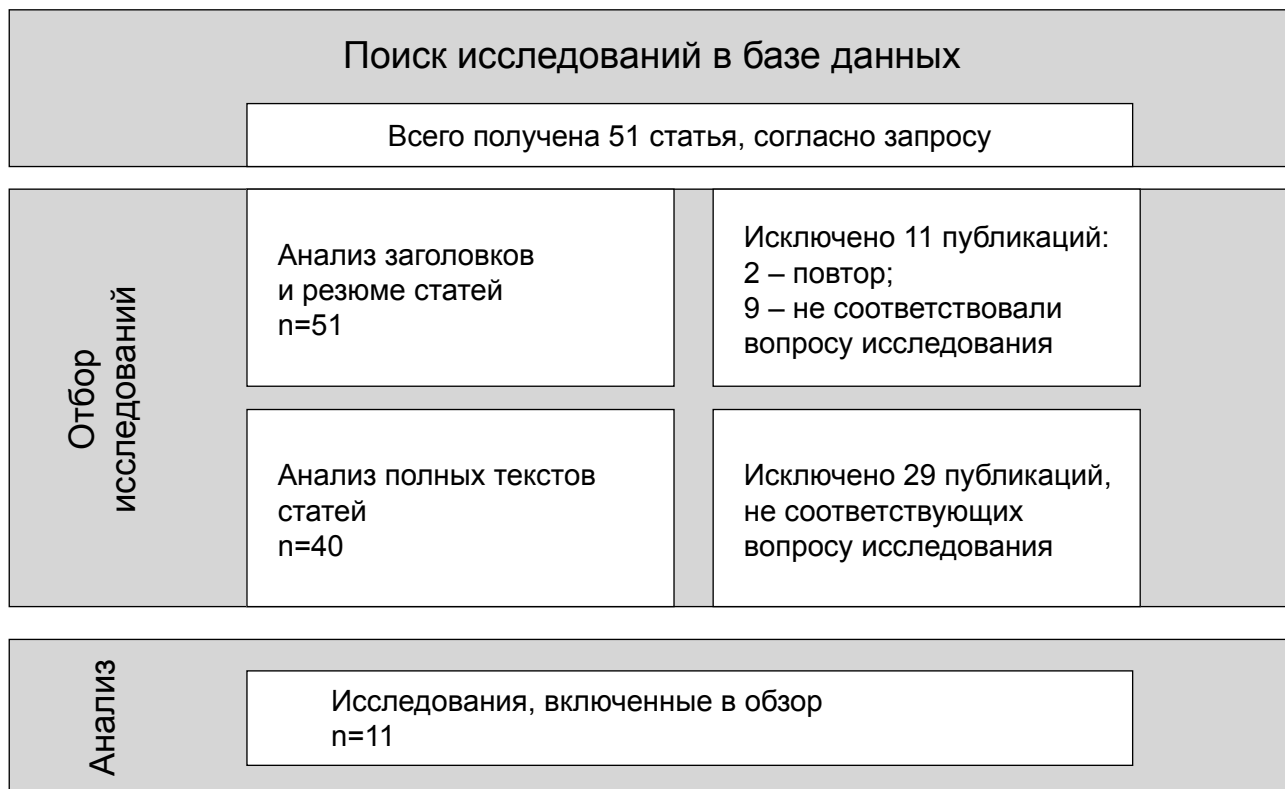 Поиск исследований в базе данных
Всего получена 51 статья, согласно запросу
Отбор
исследований
Анализ заголовков
и резюме статей
n=51
Исключено 11 публикаций:
2 – повтор;
9 – не соответствовали
вопросу исследования
Анализ полных текстов
статей
n=40
Исключено 29 публикаций,
не соответствующих
вопросу исследования
Анализ
Исследования, включенные в обзор
n=11